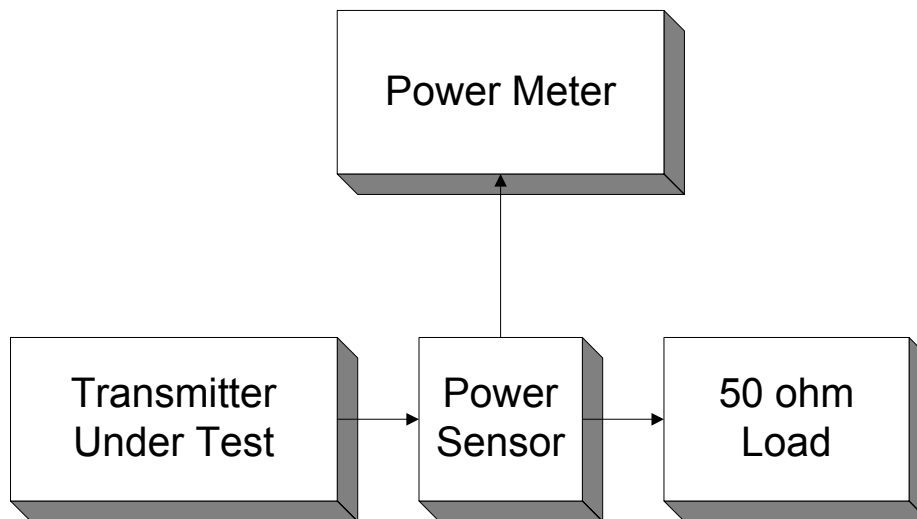 Power Meter
Transmitter
Under Test
Power
Sensor
50 ohm
Load